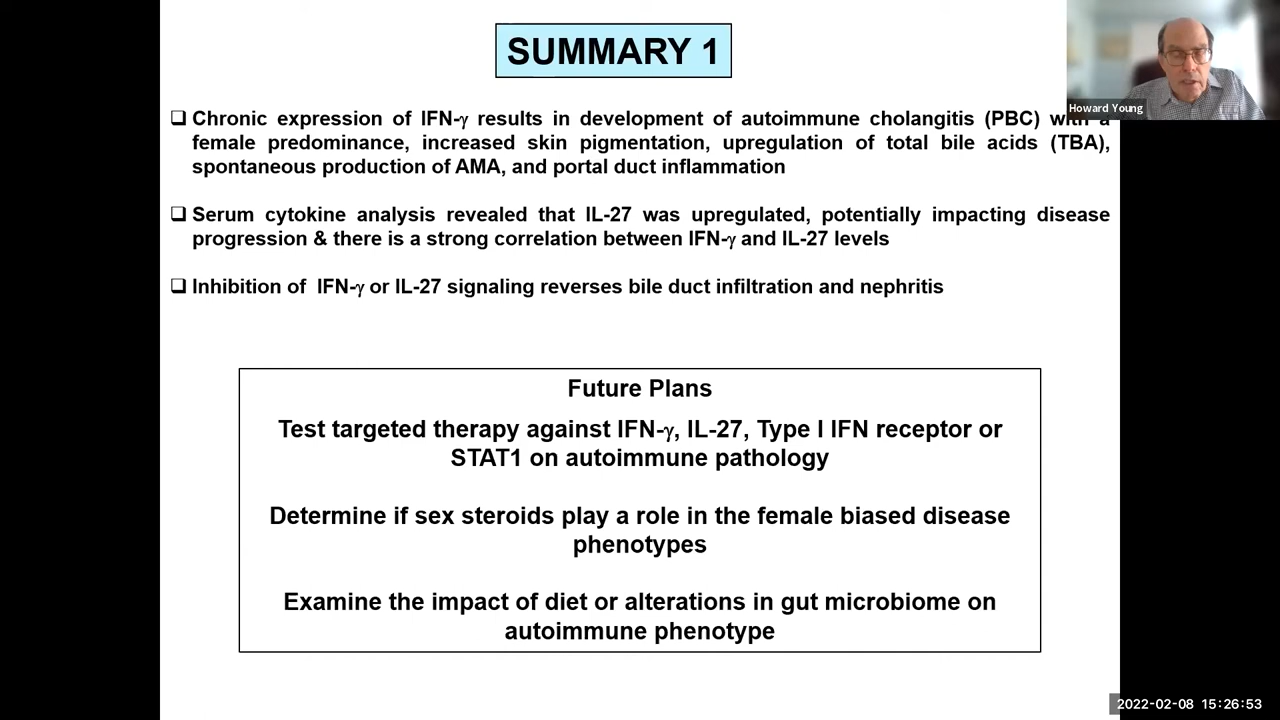 SUMMARY 1
Howard Young
❑ Chronic expression of IFN-γ results in development of autoimmune cholangitis (PBC) with a
female predominance, increased skin pigmentation, upregulation of total bile acids (TBA),
spontaneous production of AMA, and portal duct inflammation
❑ Serum cytokine analysis revealed that IL-27 was upregulated, potentially impacting disease
progression & there is a strong correlation between IFN-γ and IL-27 levels
❑ Inhibition of IFN-γ or IL-27 signaling reverses bile duct infiltration and nephritis
Future Plans
Test targeted therapy against IFN-γ, IL-27, Type I IFN receptor or
STAT1 on autoimmune pathology
Determine if sex steroids play a role in the female biased disease
phenotypes
Examine the impact of diet or alterations in gut microbiome on
autoimmune phenotype
2022-02-08 15:26:53